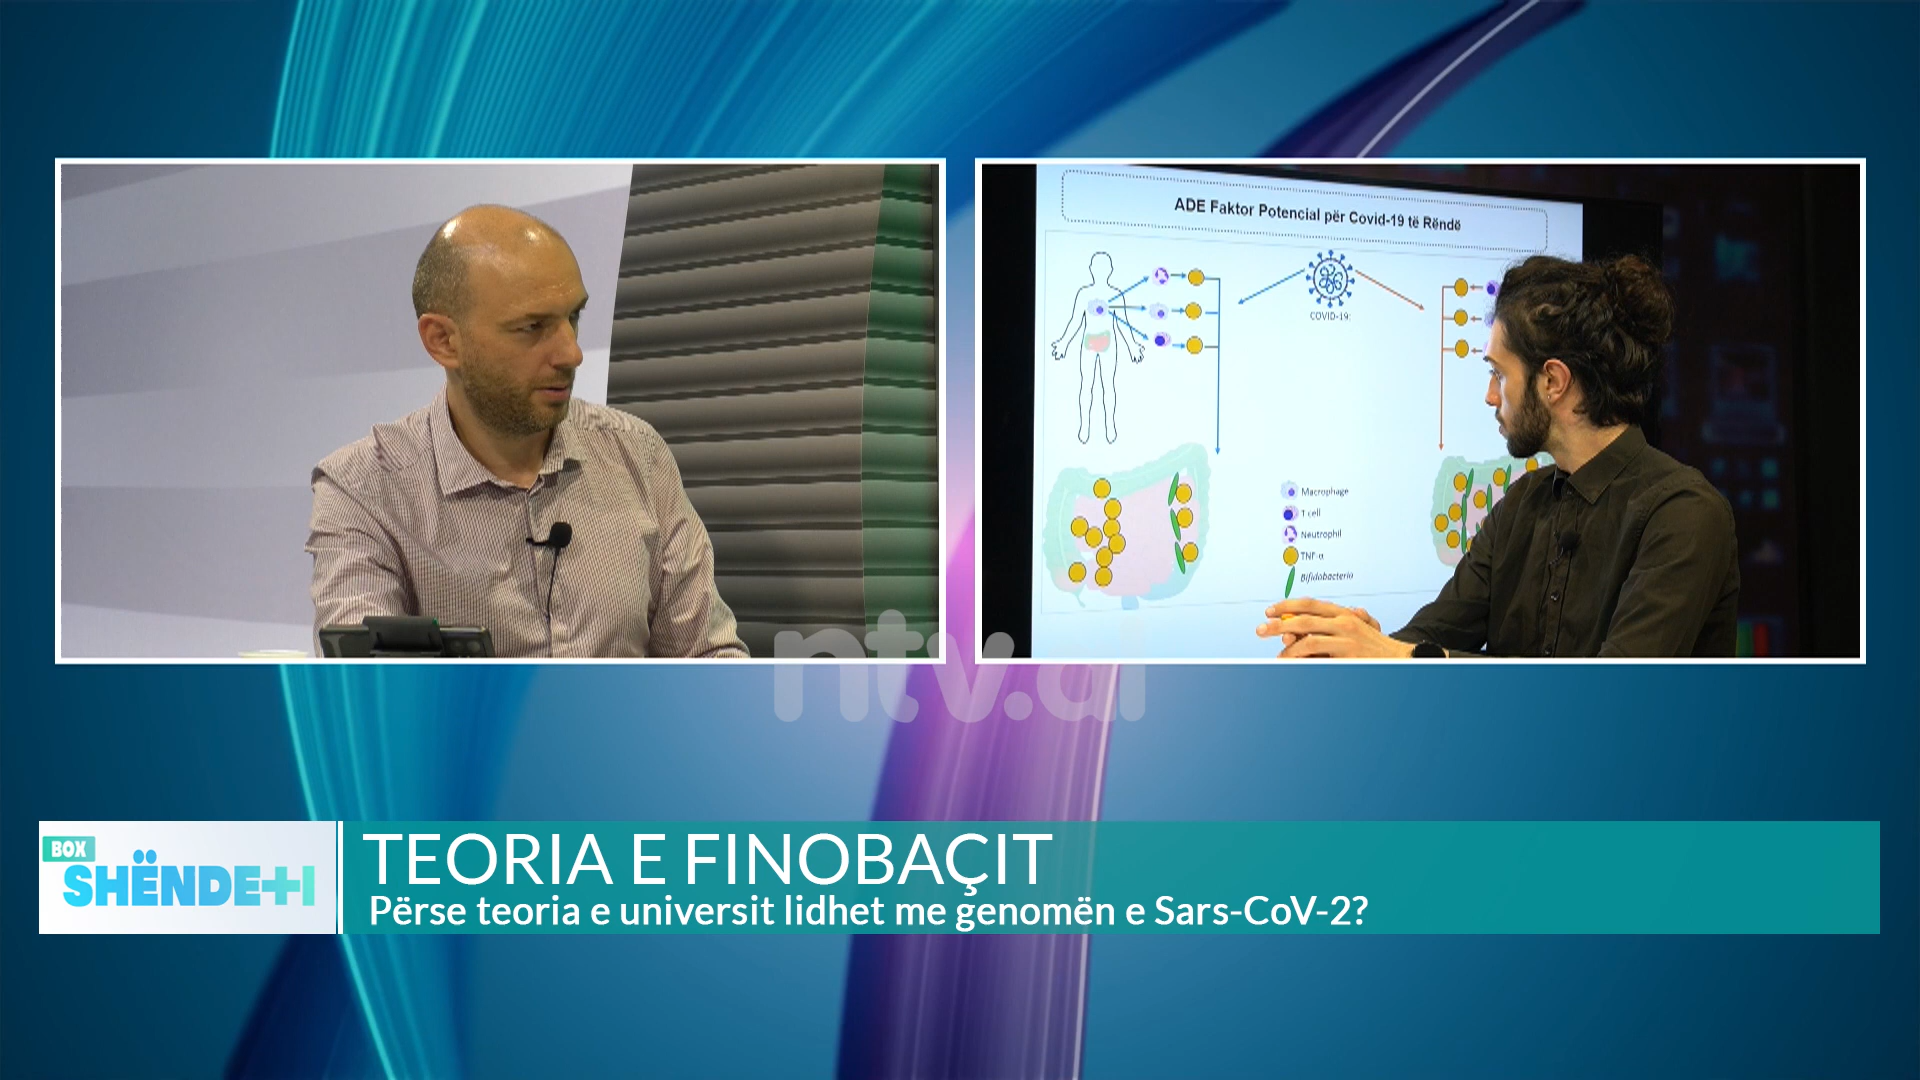 ADE Faktor Potencial për Covid-19 të Rëndë
COVID-19:
Macrophage
T cell
Neutrophil
TNF-α
Bifidobacteria
ntv.al
BOX
SHËNDETI
TEORIA E FINOBAÇIT
Përse teoria e universit lidhet me genomën e Sars-CoV-2?